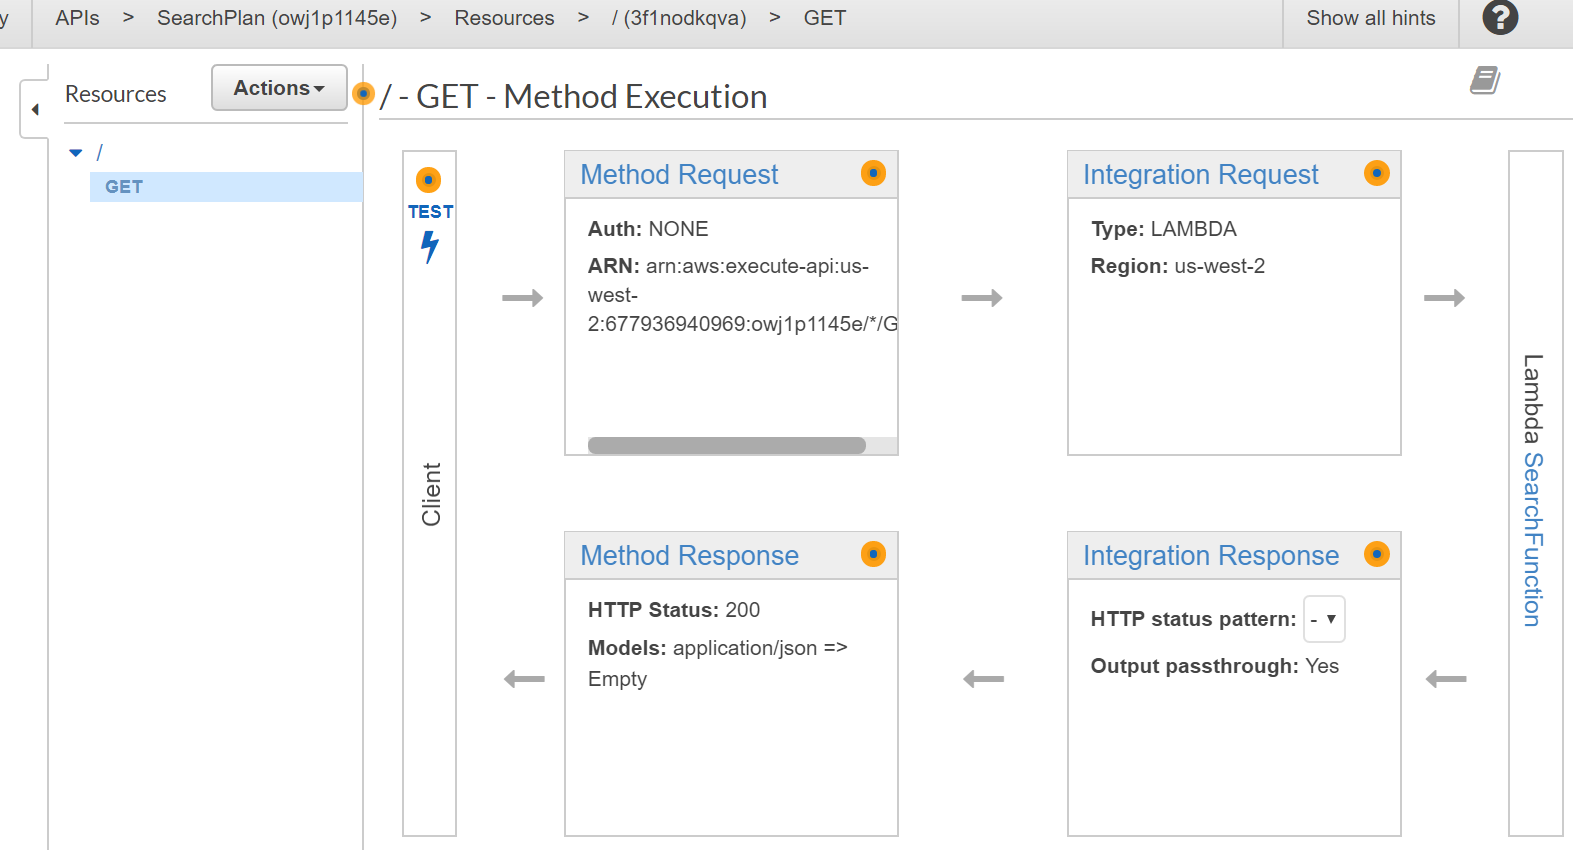 y
APIs > SearchPlan (owj1p1145e) > Resources > / (3f1nodkqva) > GET
Show all hints
?
Resources
Actions
/ - GET - Method Execution
/
GET
TEST
Client
Method Request
Auth: NONE
ARN: arn:aws:execute-api:us-
west-
2:677936940969:owj1p1145e/*/G
Integration Request
Type: LAMBDA
Region: us-west-2
Lambda SearchFunction
Method Response
HTTP Status: 200
Models: application/json =>
Empty
Integration Response
HTTP status pattern: -
Output passthrough: Yes